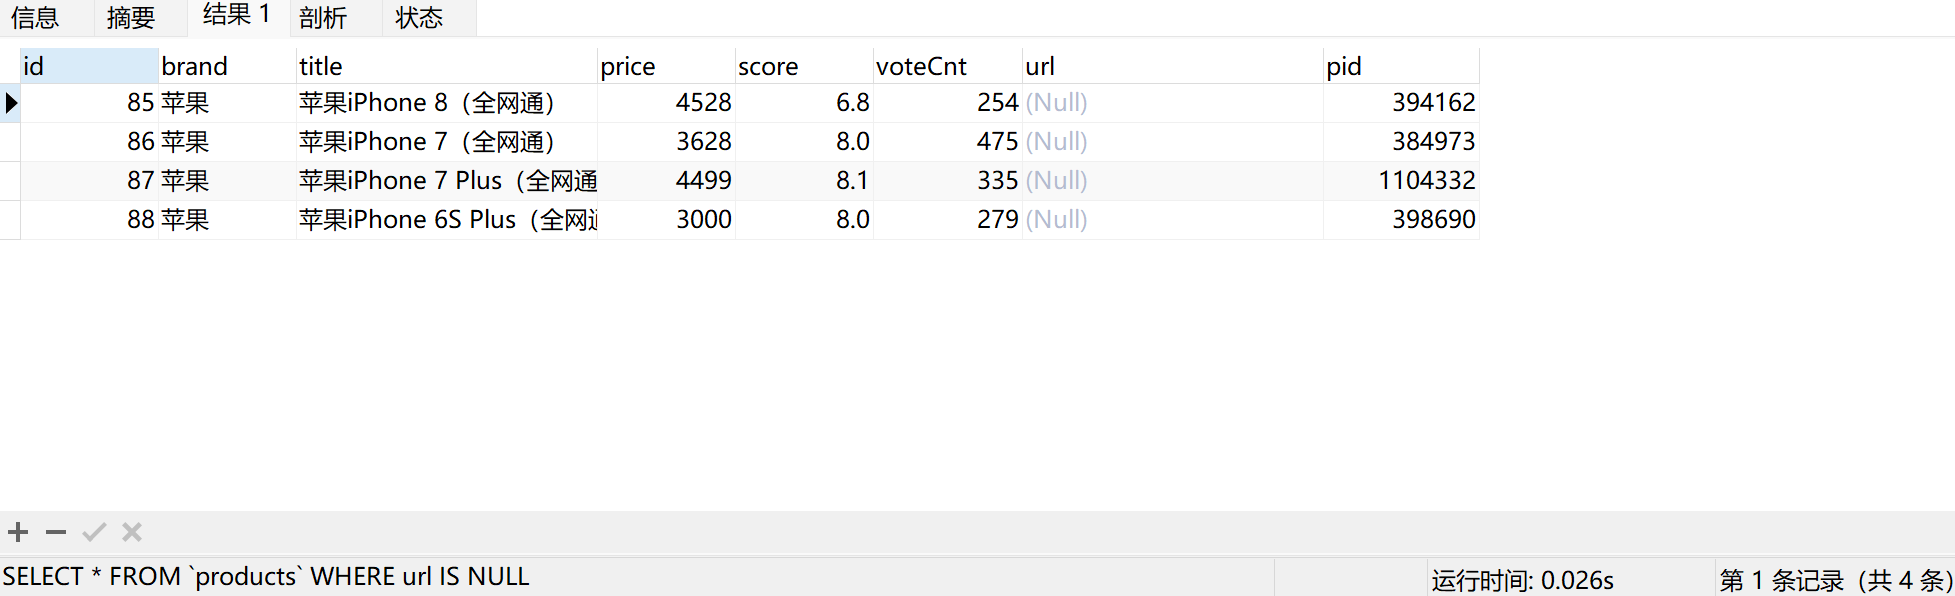 信息 摘要 结果 1 剖析 状态
id brand title price score voteCnt url pid
85 苹果 苹果iPhone 8（全网通） 4528 6.8 254 (Null) 394162
86 苹果 苹果iPhone 7（全网通） 3628 8.0 475 (Null) 384973
87 苹果 苹果iPhone 7 Plus（全网通 4499 8.1 335 (Null) 1104332
88 苹果 苹果iPhone 6S Plus（全网 3000 8.0 279 (Null) 398690
SELECT * FROM `products` WHERE url IS NULL 运行时间: 0.026s 第 1 条记录（共 4 条)